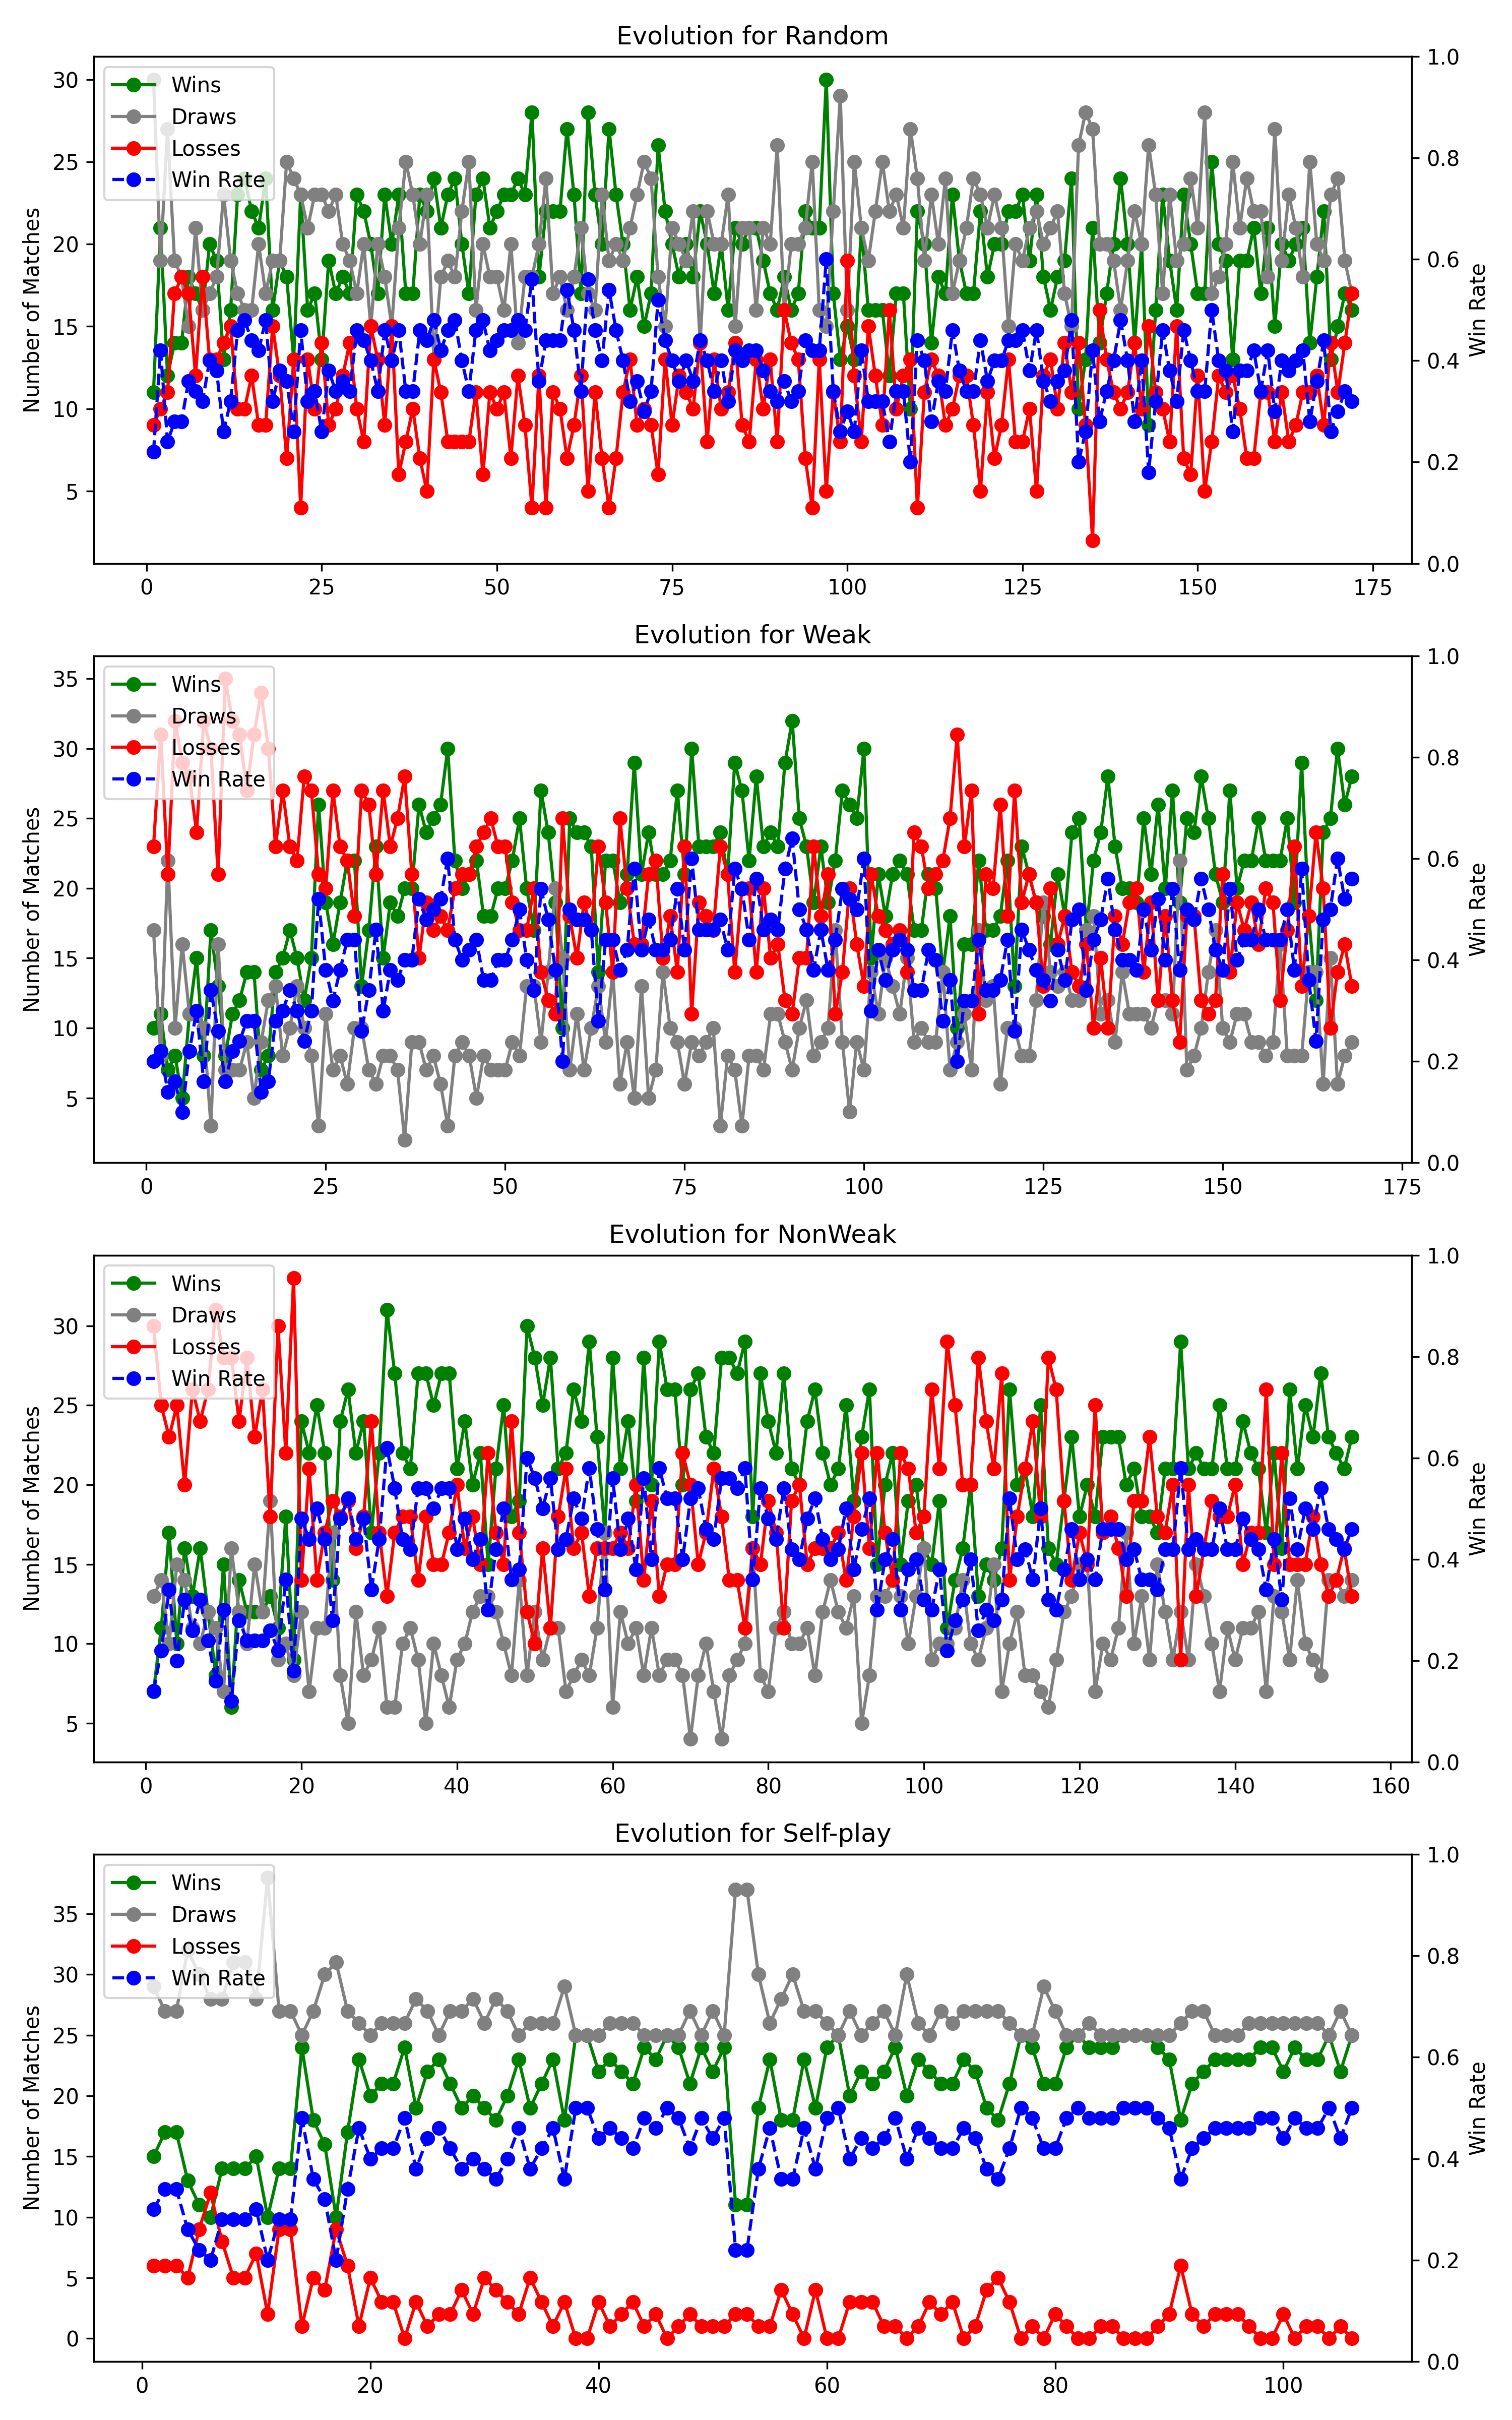 Evolution for Random
Number of Matches
Win Rate
Wins
Draws
Losses
Win Rate
30
25
20
15
10
5
1.0
0.8
0.6
0.4
0.2
0.0
0 25 50 75 100 125 150 175
Evolution for Weak
Number of Matches
Win Rate
Wins
Draws
Losses
Win Rate
35
30
25
20
15
10
5
1.0
0.8
0.6
0.4
0.2
0.0
0 25 50 75 100 125 150 175
Evolution for NonWeak
Number of Matches
Win Rate
Wins
Draws
Losses
Win Rate
30
25
20
15
10
5
1.0
0.8
0.6
0.4
0.2
0.0
0 20 40 60 80 100 120 140 160
Evolution for Self-play
Number of Matches
Win Rate
Wins
Draws
Losses
Win Rate
35
30
25
20
15
10
5
0
1.0
0.8
0.6
0.4
0.2
0.0
0 20 40 60 80 100